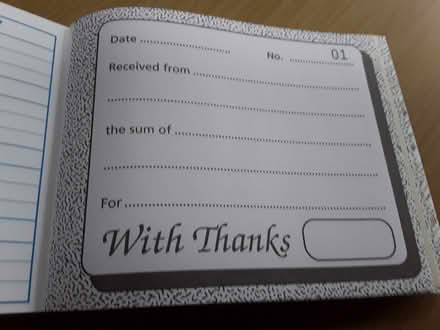 Date ............................
No. .................... 01
Received from ..................................................
................................................................................
the sum of ..................................................
................................................................................
For ................................................................................
With Thanks